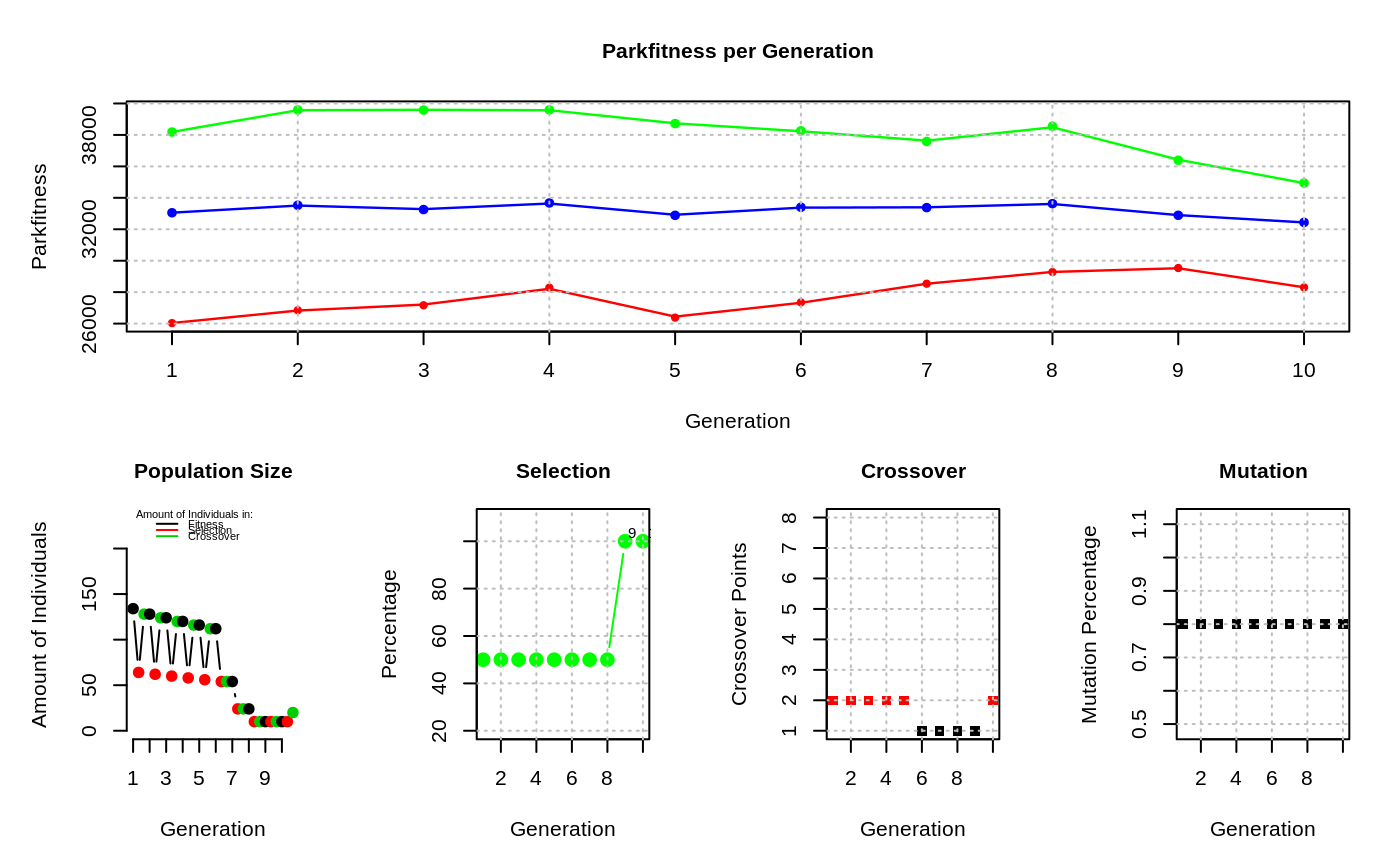 Parkfitness per Generation
Parkfitness
26000 32000 38000
1 2 3 4 5 6 7 8 9 10
Generation
Population Size
Amount of Individuals in:
Fitness
Selection
Crossover
Amount of Individuals
0 50 150
1 3 5 7 9
Generation
Selection
9
Percentage
20 40 60 80
2 4 6 8
Generation
Crossover
Crossover Points
1 2 3 4 5 6 7 8
2 4 6 8
Generation
Mutation
Mutation Percentage
0.5 0.7 0.9 1.1
2 4 6 8
Generation